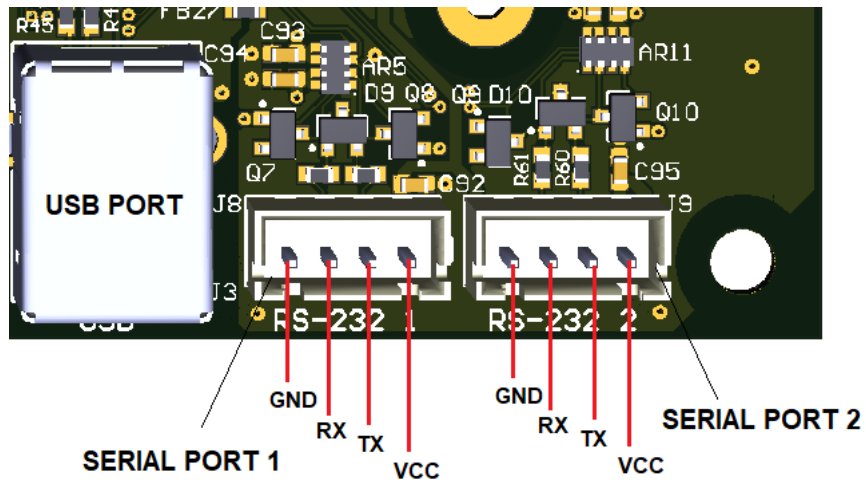 FB27
R45
R4
C94
C93
AR5
AR11
D9
Q8
Q9
D10
Q10
Q7
R61
R60
C95
C92
USB PORT
J8
J9
J3
USB
RS-232 1
RS-232 2
GND
RX
TX
VCC
GND
RX
TX
VCC
SERIAL PORT 1
SERIAL PORT 2